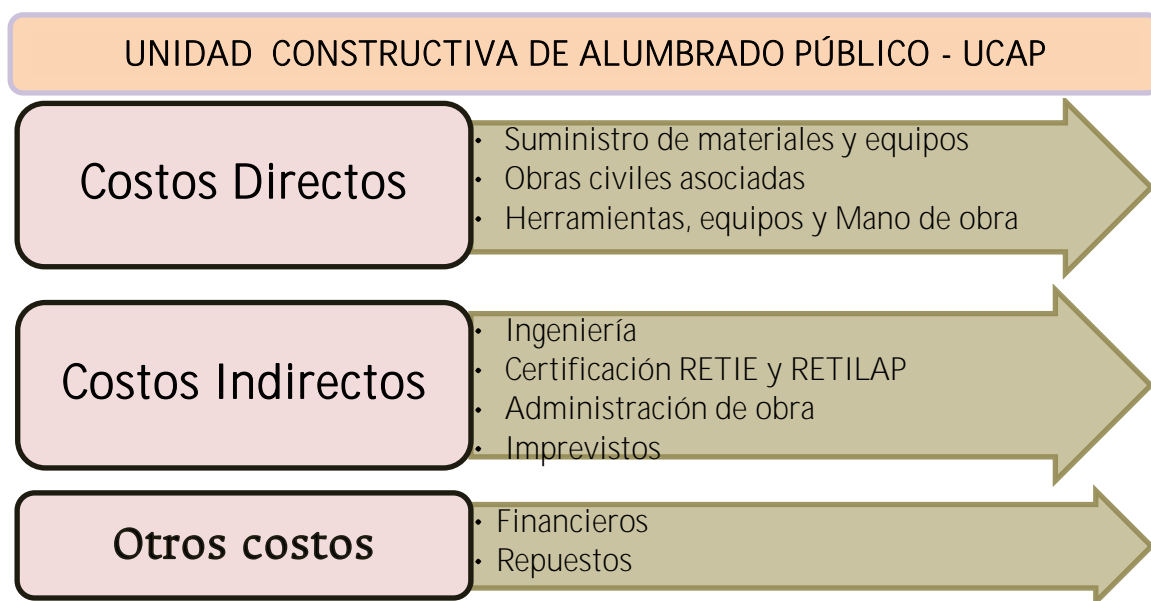 UNIDAD CONSTRUCTIVA DE ALUMBRADO PÚBLICO - UCAP
Costos Directos
• Suministro de materiales y equipos
• Obras civiles asociadas
• Herramientas, equipos y Mano de obra
Costos Indirectos
• Ingeniería
• Certificación RETIE y RETILAP
• Administración de obra
• Imprevistos
Otros costos
• Financieros
• Repuestos